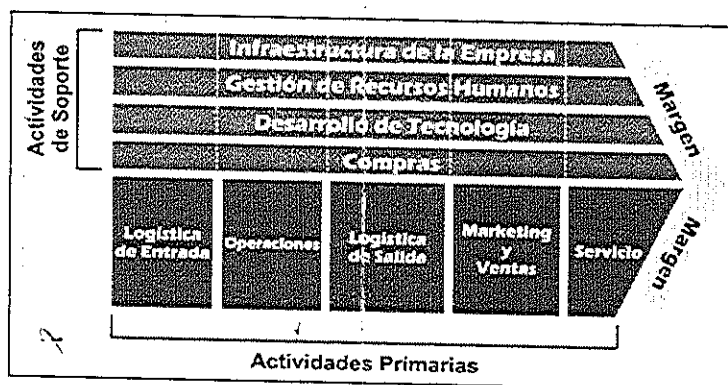 Actividades
de Soporte
Infraestructura de la Empresa
Gestión de Recursos Humanos
Desarrollo de Tecnología
Compras
Margen
Margen
Logística
de Entrada
Operaciones
Logística
de Salida
Marketing
y
Ventas
Servicio
Actividades Primarias